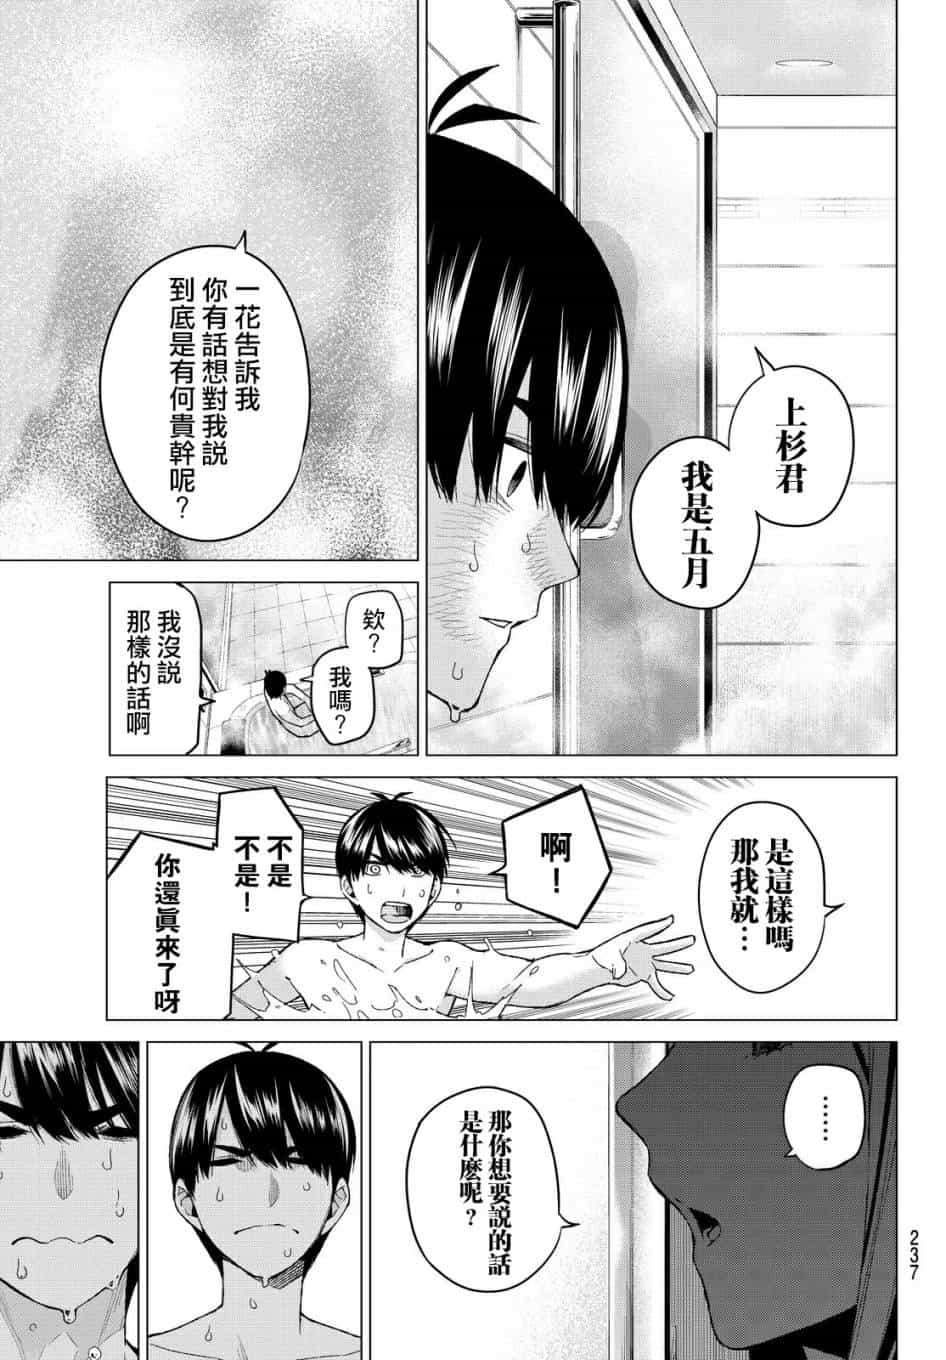 上杉君
我是五月
一花告訴我
你有話想對我說
到底是有何貴幹呢？
欸？
我嗎？
我沒說
那樣的話啊
是這樣嗎
那我就…
啊！
不是
不是！
你還真來了呀
……
那你想要說的話
是什麼呢？
237